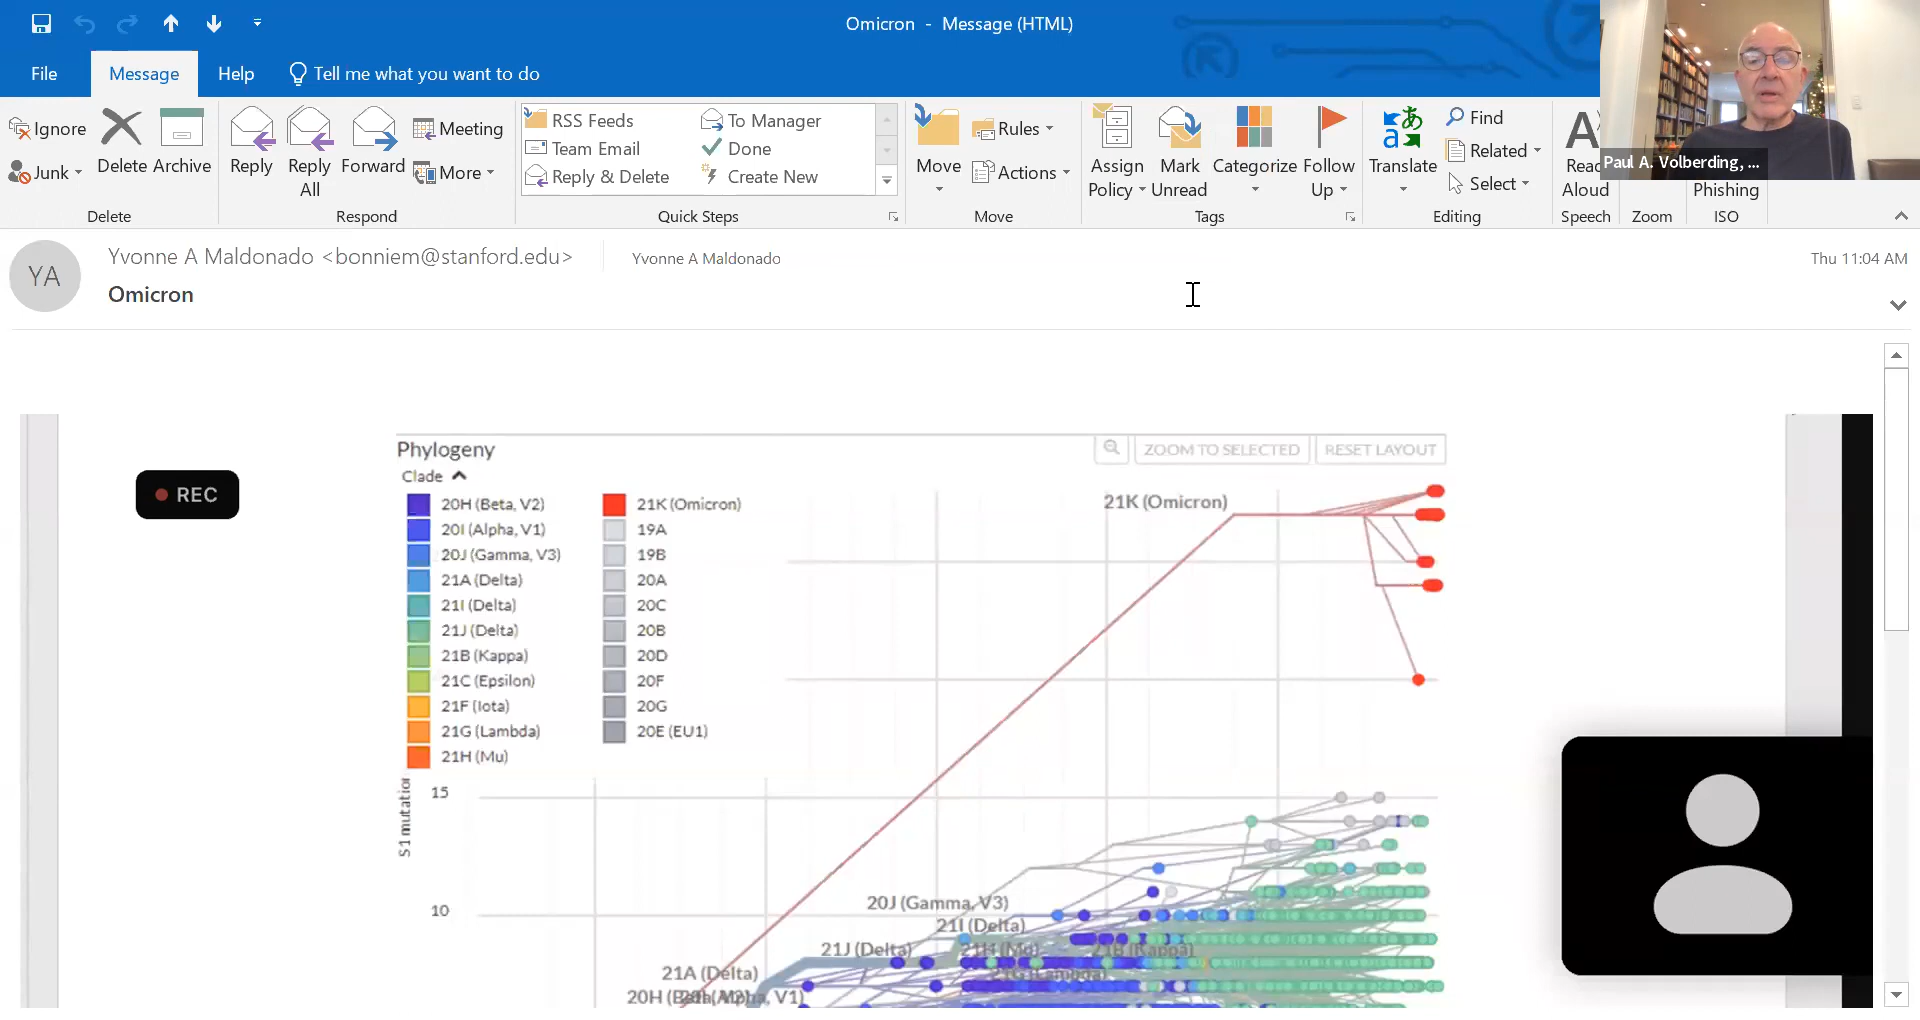 Omicron - Message (HTML)
File
Message
Help
Tell me what you want to do
Ignore
Junk
Delete
Archive
Delete
Reply
Reply All
Forward
Meeting
More
Respond
RSS Feeds
Team Email
Reply & Delete
To Manager
Done
Create New
Quick Steps
Move
Rules
Actions
Move
Assign Policy
Mark Unread
Categorize
Follow Up
Tags
Translate
Find
Related
Select
Editing
Read Aloud
Speech
Zoom
Phishing
ISO
Paul A. Volberding, ...
YA
Yvonne A Maldonado <bonniem@stanford.edu>
Yvonne A Maldonado
Thu 11:04 AM
Omicron
REC
Phylogeny
ZOOM TO SELECTED
RESET LAYOUT
Clade
20H (Beta, V2)
20I (Alpha, V1)
20J (Gamma, V3)
21A (Delta)
21I (Delta)
21J (Delta)
21B (Kappa)
21C (Epsilon)
21F (Iota)
21G (Lambda)
21H (Mu)
21K (Omicron)
19A
19B
20A
20C
20B
20D
20F
20G
20E (EU1)
21K (Omicron)
S1 mutation
15
10
20J (Gamma, V3)
21I (Delta)
21J (Delta)
21H (Mu)
21B (Kappa)
21G (Lambda)
21A (Delta)
20H